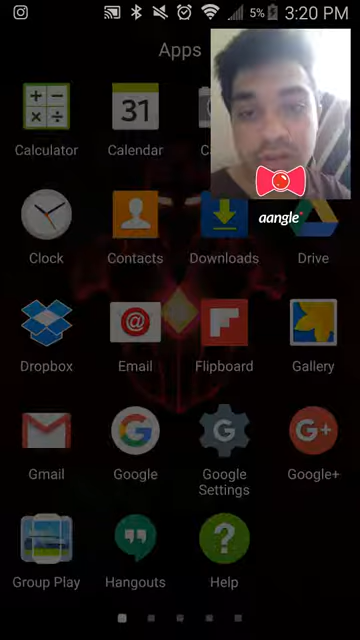 5% 3:20 PM
Apps
31
Calculator
Calendar
aangle
Clock
Contacts
Downloads
Drive
Dropbox
Email
Flipboard
Gallery
Gmail
Google
Google
Settings
Google+
Group Play
Hangouts
Help